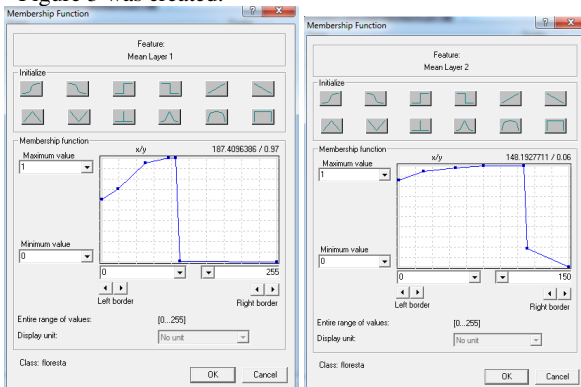 Figure 3 was created.
Membership Function
Feature:
Mean Layer 1
Initialize
Membership function
Maximum value
x/y
187.4096386 / 0.97
1
Minimum value
0
0
255
Left border
Right border
Entire range of values:
[0...255]
Display unit:
No unit
Class: floresta
OK
Cancel
Membership Function
Feature:
Mean Layer 2
Initialize
Membership function
Maximum value
x/y
148.1927711 / 0.06
1
Minimum value
0
0
150
Left border
Right border
Entire range of values:
[0...255]
Display unit:
No unit
Class: floresta
OK
Cancel